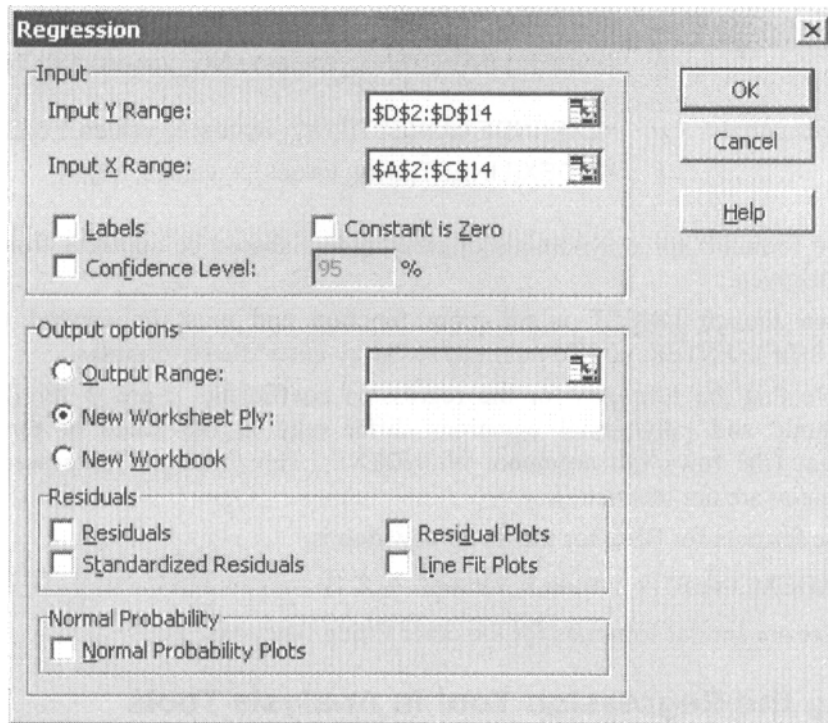 Regression
Input
Input Y Range:
$D$2:$D$14
Input X Range:
$A$2:$C$14
Labels
Constant is Zero
Confidence Level:
95
%
OK
Cancel
Help
Output options
Output Range:
New Worksheet Ply:
New Workbook
Residuals
Residuals
Residual Plots
Standardized Residuals
Line Fit Plots
Normal Probability
Normal Probability Plots